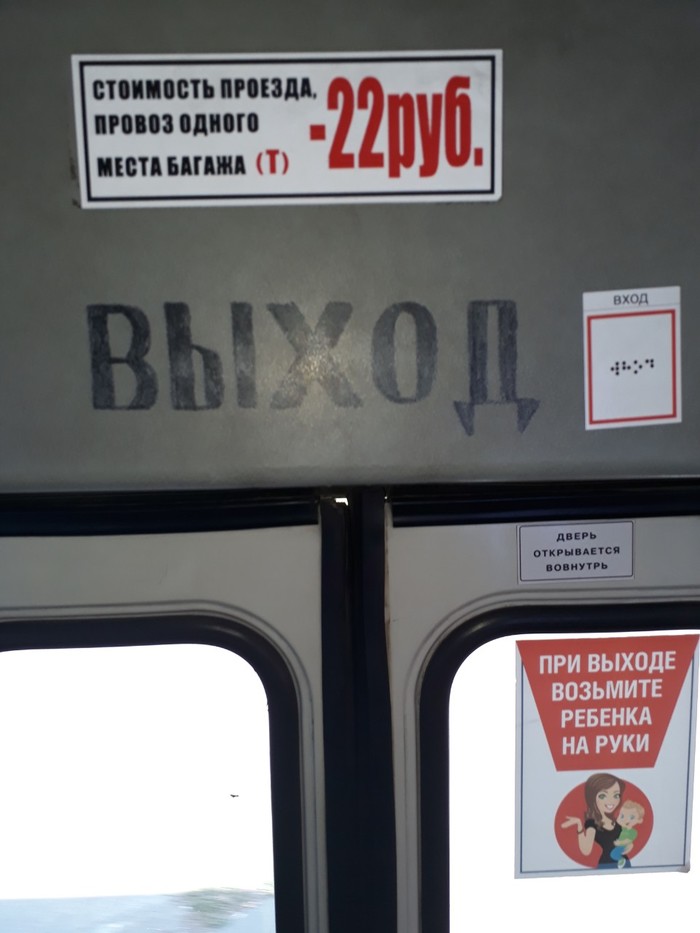 СТОИМОСТЬ ПРОЕЗДА,
ПРОВОЗ ОДНОГО
МЕСТА БАГАЖА (Т)
-22руб.
ВЫХОД
ВХОД
ДВЕРЬ
ОТКРЫВАЕТСЯ
ВОВНУТРЬ
ПРИ ВЫХОДЕ
ВОЗЬМИТЕ
РЕБЕНКА
НА РУКИ